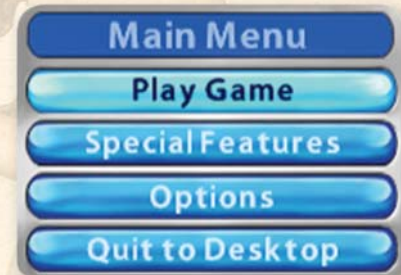 Main Menu
Play Game
Special Features
Options
Quit to Desktop